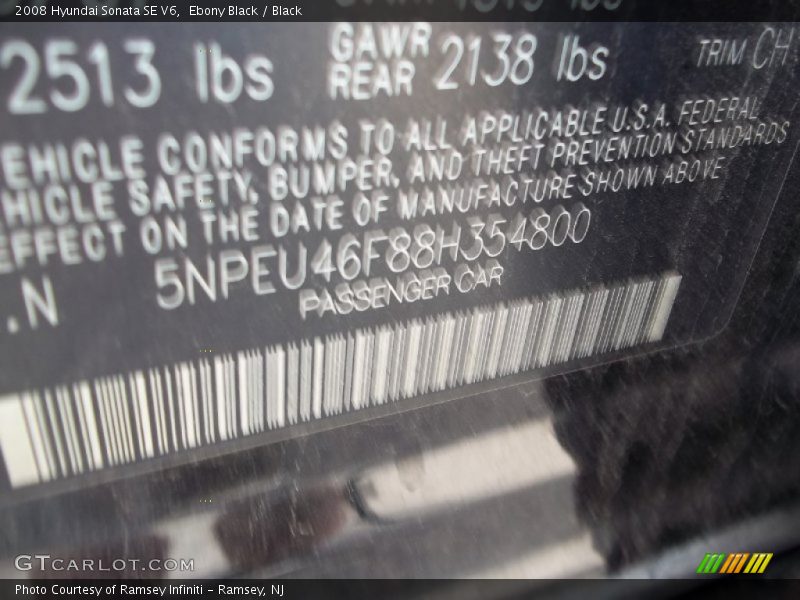 2008 Hyundai Sonata SE V6,  Ebony Black / Black
2513 lbs GAWR REAR 2138 lbs TRIM CH
EHICLE CONFORMS TO ALL APPLICABLE U.S.A. FEDERAL
HICLE SAFETY, BUMPER, AND THEFT PREVENTION STANDARDS
EFFECT ON THE DATE OF MANUFACTURE SHOWN ABOVE
.N 5NPEU46F88H354800
PASSENGER CAR
GTCARLOT.COM
Photo Courtesy of Ramsey Infiniti – Ramsey, NJ